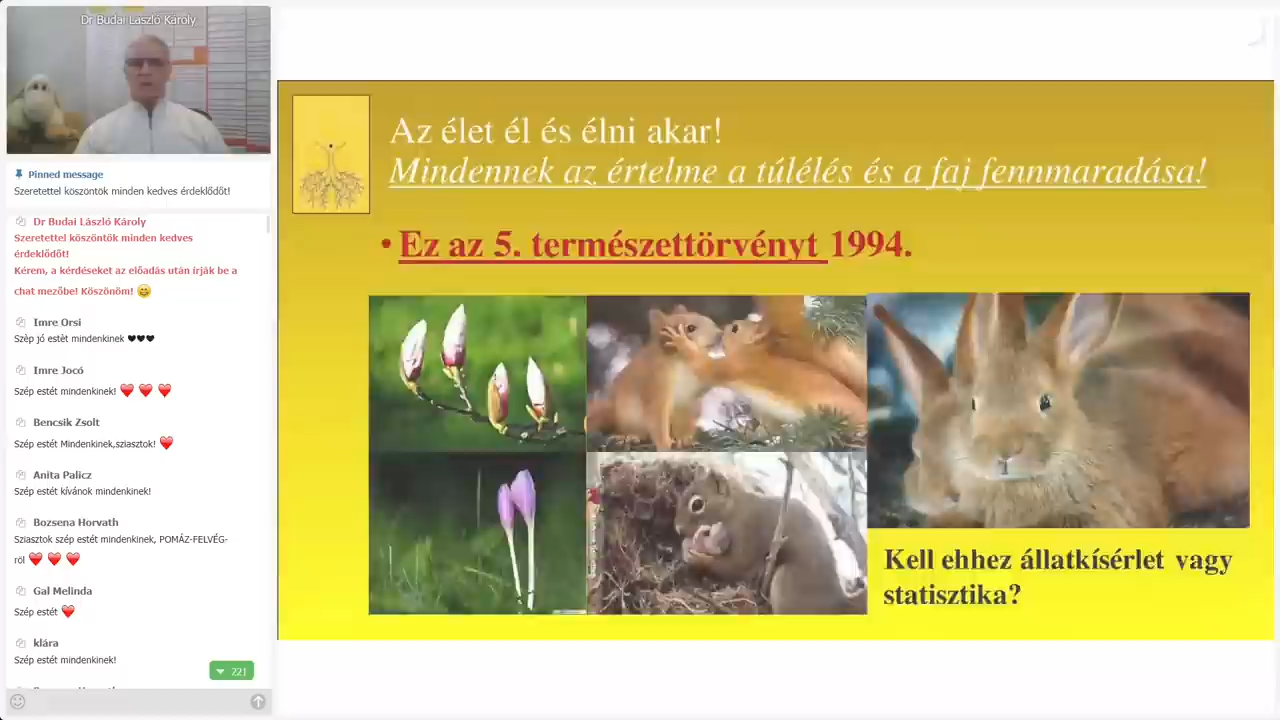 Dr Budai László Károly
Pinned message
Szeretettel köszöntök minden kedves érdeklődőt!
Dr Budai László Károly
Szeretettel köszöntök minden kedves
érdeklődőt!
Kérem, a kérdéseket az előadás után írják be a
chat mezőbe! Köszönöm! 😄
Imre Orsi
Szèp jó estèt mindenkinek ♥♥♥
Imre Jocó
Szép estét mindenkinek! ❤️ ❤️ ❤️
Bencsik Zsolt
Szép estét Mindenkinek,sziasztok! ❤️
Anita Palicz
Szép estét kívánok mindenkinek!
Bozsena Horvath
Sziasztok szép estét mindenkinek, POMÁZ-FELVÉG-
ról ❤️ ❤️ ❤️
Gal Melinda
Szép estét ❤️
klára
Szép estét mindenkinek!
221
Az élet él és élni akar!
Mindennek az értelme a túlélés és a faj fennmaradása!
• Ez az 5. természettörvényt 1994.
Kell ehhez állatkísérlet vagy
statisztika?